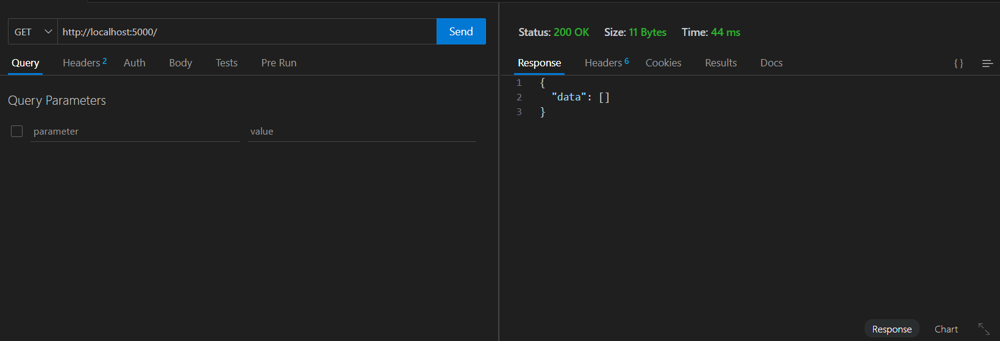 GET http://localhost:5000/ Send
Query Headers 2 Auth Body Tests Pre Run
Query Parameters
parameter value
Status: 200 OK Size: 11 Bytes Time: 44 ms
Response Headers 6 Cookies Results Docs {}
1 {
2 "data": []
3 }
Response Chart